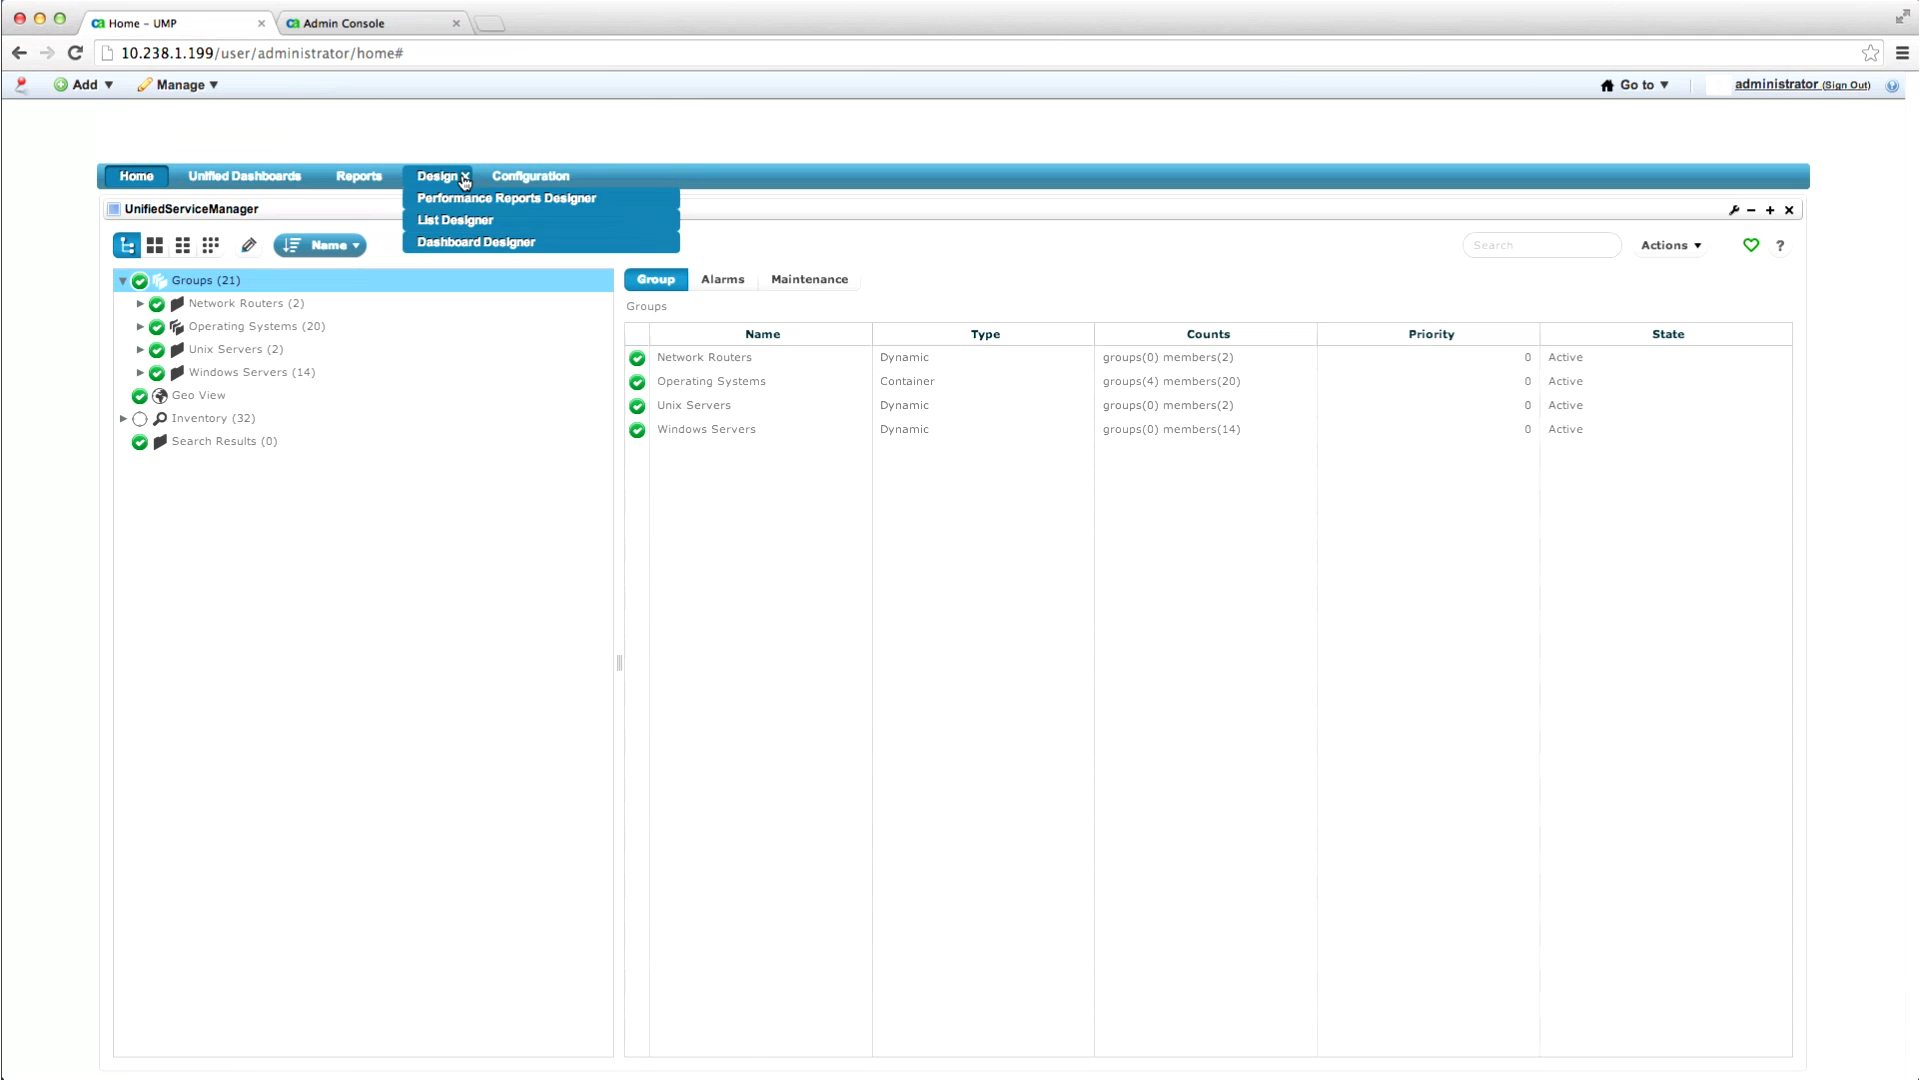 ca Home – UMP
ca Admin Console
10.238.1.199/user/administrator/home#
Add Manage
Go to administrator (Sign Out)
Home Unified Dashboards Reports Design Configuration
Performance Reports Designer
List Designer
Dashboard Designer
UnifiedServiceManager
Name
Search
Actions
?
Groups (21)
Network Routers (2)
Operating Systems (20)
Unix Servers (2)
Windows Servers (14)
Geo View
Inventory (32)
Search Results (0)
Group Alarms Maintenance
Groups
Name Type Counts Priority State
Network Routers Dynamic groups(0) members(2) 0 Active
Operating Systems Container groups(4) members(20) 0 Active
Unix Servers Dynamic groups(0) members(2) 0 Active
Windows Servers Dynamic groups(0) members(14) 0 Active